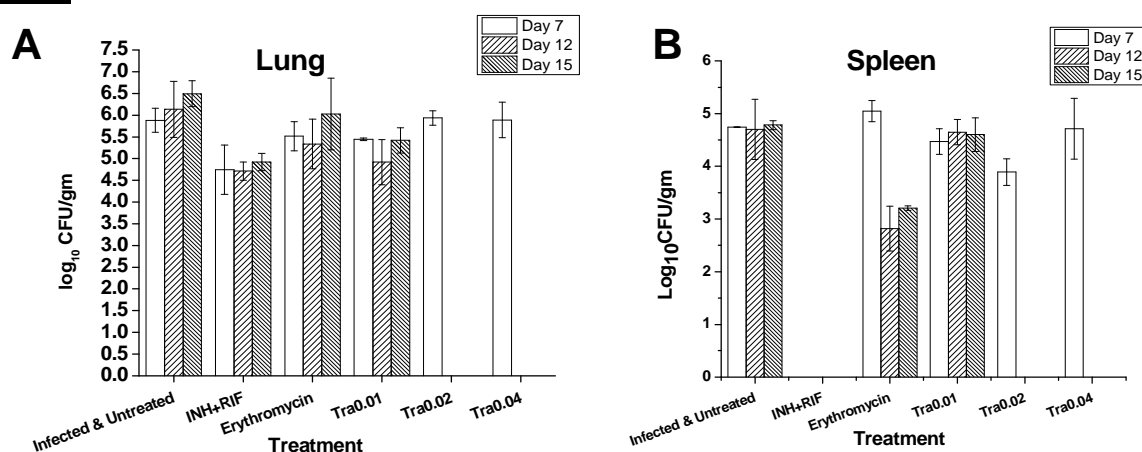 A
Lung
Day 7
Day 12
Day 15
7.5
7.0
6.5
6.0
5.5
5.0
4.5
4.0
3.5
3.0
2.5
2.0
1.5
1.0
0.5
0.0
log10 CFU/gm
Infected & Untreated
INH+RIF
Erythromycin
Tra0.01
Tra0.02
Tra0.04
Treatment
B
Spleen
Day 7
Day 12
Day 15
6
5
4
3
2
1
0
Log10CFU/gm
Infected & Untreated
INH+RIF
Erythromycin
Tra0.01
Tra0.02
Tra0.04
Treatment